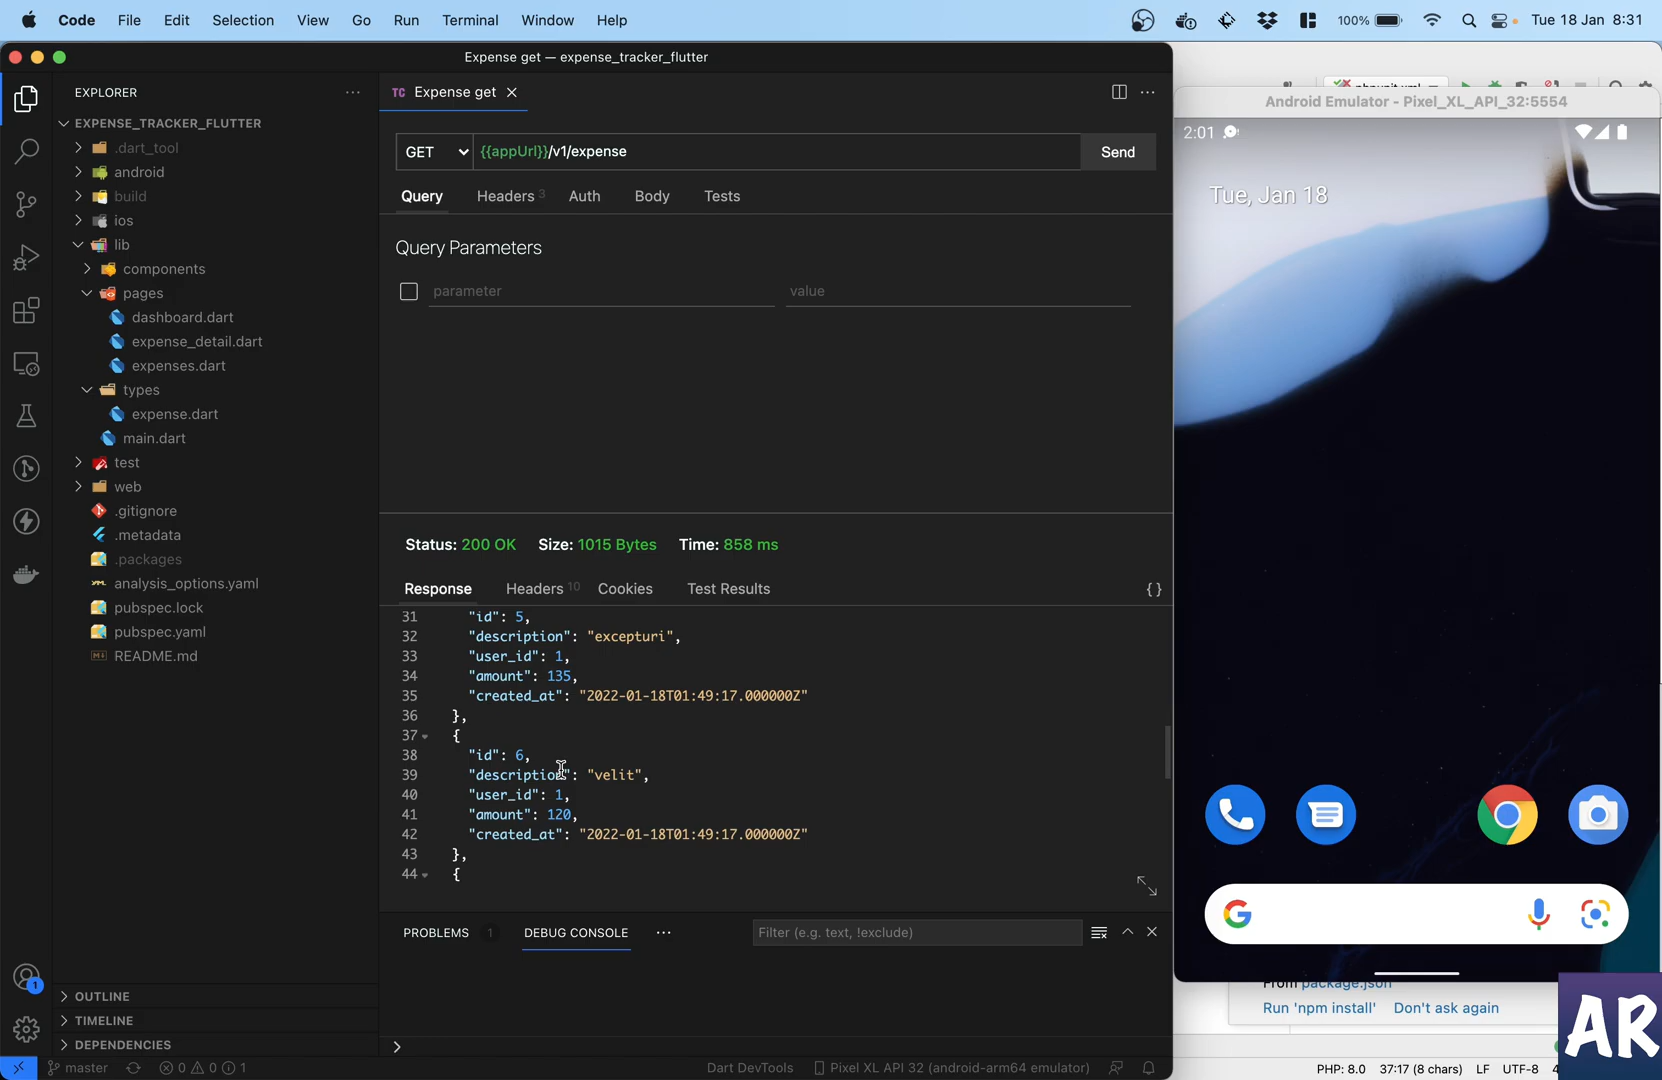 Code File Edit Selection View Go Run Terminal Window Help 100% Tue 18 Jan 8:31
Expense get — expense_tracker_flutter
EXPLORER
EXPENSE_TRACKER_FLUTTER
.dart_tool
android
build
ios
lib
components
pages
dashboard.dart
expense_detail.dart
expenses.dart
types
expense.dart
main.dart
test
web
.gitignore
.metadata
.packages
analysis_options.yaml
pubspec.lock
pubspec.yaml
README.md
OUTLINE
TIMELINE
DEPENDENCIES
TC Expense get
GET {{appUrl}}/v1/expense Send
Query Headers 3 Auth Body Tests
Query Parameters
parameter value
Status: 200 OK Size: 1015 Bytes Time: 858 ms
Response Headers 10 Cookies Test Results { }
31 "id": 5,
32 "description": "excepturi",
33 "user_id": 1,
34 "amount": 135,
35 "created_at": "2022-01-18T01:49:17.000000Z"
36 },
37 {
38 "id": 6,
39 "description": "velit",
40 "user_id": 1,
41 "amount": 120,
42 "created_at": "2022-01-18T01:49:17.000000Z"
43 },
44 {
PROBLEMS 1 DEBUG CONSOLE Filter (e.g. text, !exclude)
master 0 0 1 Dart DevTools Pixel XL API 32 (android-arm64 emulator)
1
Android Emulator - Pixel_XL_API_32:5554
2:01
Tue, Jan 18
G
From package.json
Run 'npm install' Don't ask again
AR
PHP: 8.0 37:17 (8 chars) LF UTF-8 4